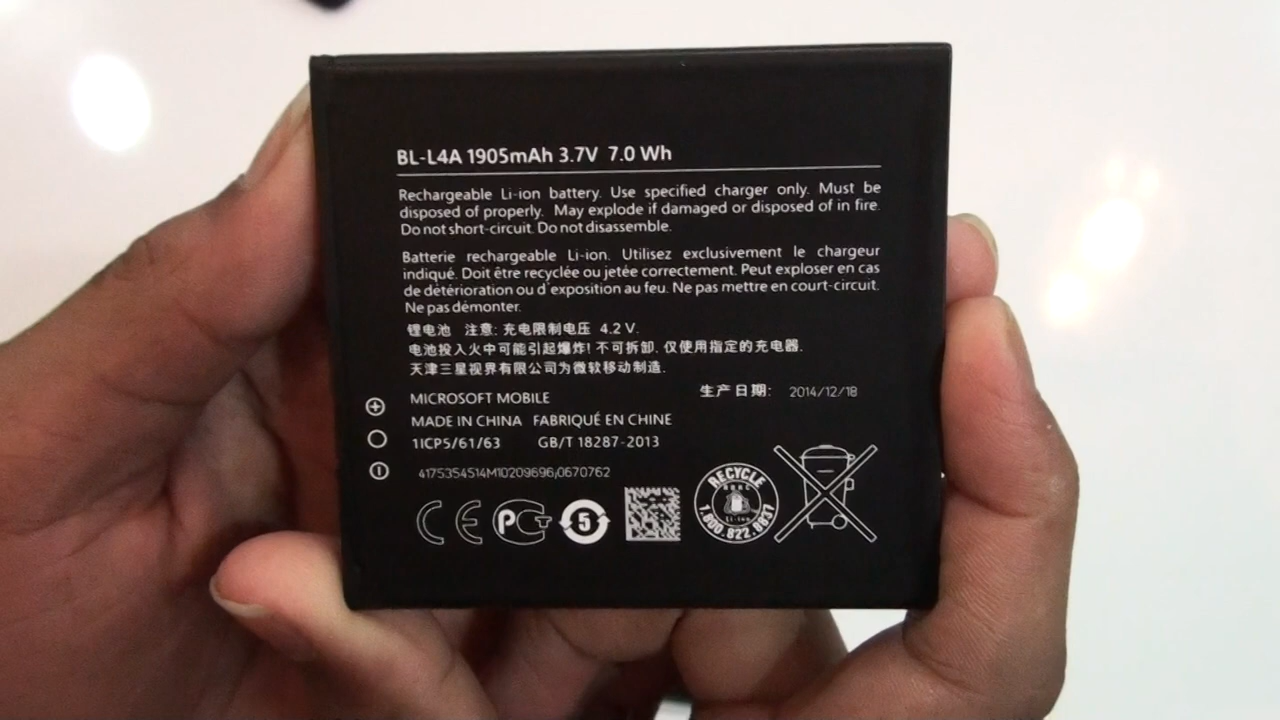 BL-L4A 1905mAh 3.7V 7.0 Wh
Rechargeable Li-ion battery. Use specified charger only. Must be
disposed of properly. May explode if damaged or disposed of in fire.
Do not short-circuit. Do not disassemble.
Batterie rechargeable Li-ion. Utilisez exclusivement le chargeur
indiqué. Doit être recyclée ou jetée correctement. Peut exploser en cas
de détérioration ou d'exposition au feu. Ne pas mettre en court-circuit.
Ne pas démonter.
锂电池 注意: 充电限制电压 4.2 V.
电池投入火中可能引起爆炸! 不可拆卸. 仅使用指定的充电器.
天津三星视界有限公司为微软移动制造.
MICROSOFT MOBILE 生产日期: 2014/12/18
MADE IN CHINA FABRIQUÉ EN CHINE
1ICP5/61/63 GB/T 18287-2013
4175354514M10209696;0670762
CE PCT 5 RECYCLE Li-ion 1.800.822.8837